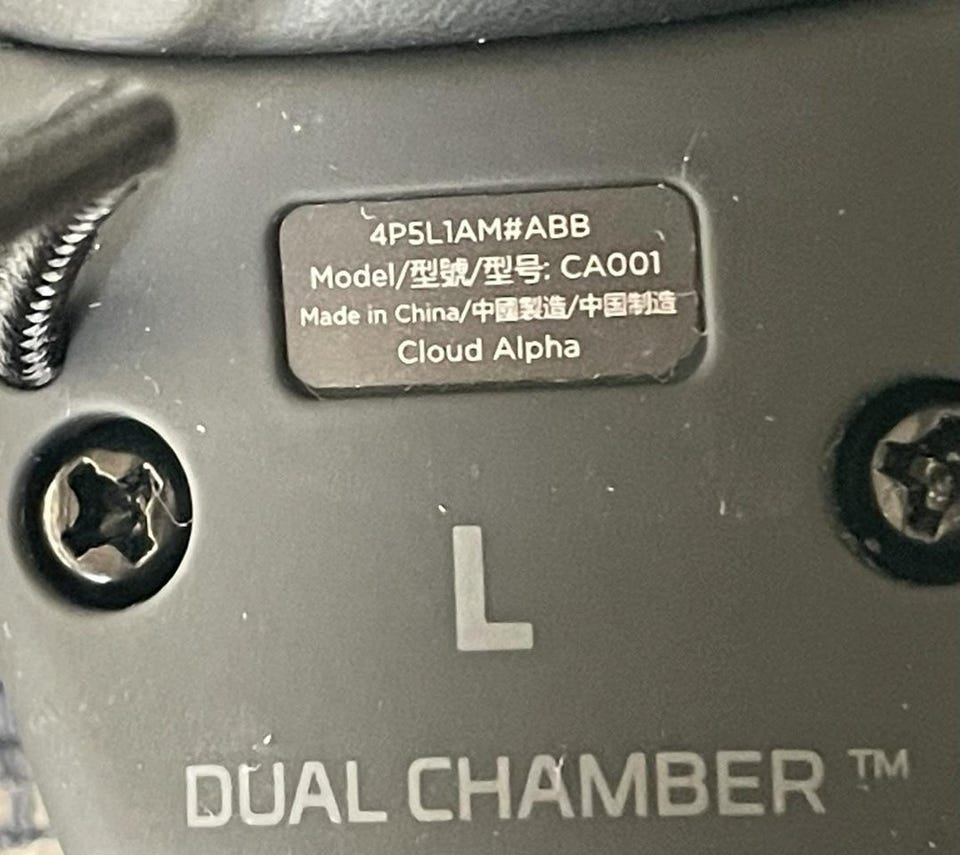 4P5L1AM#ABB
Model/型號/型号: CA001
Made in China/中國製造/中国制造
Cloud Alpha
L
DUAL CHAMBER ™